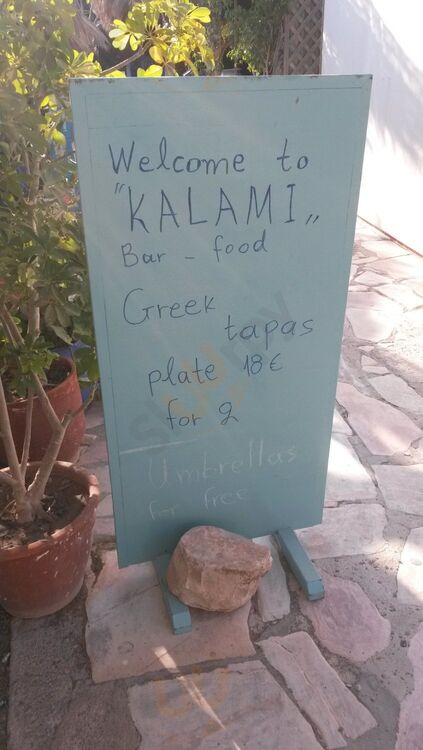 Welcome to
"KALAMI„
Bar - food
Greek
tapas
plate 18€
for 2
Umbrellas
for free